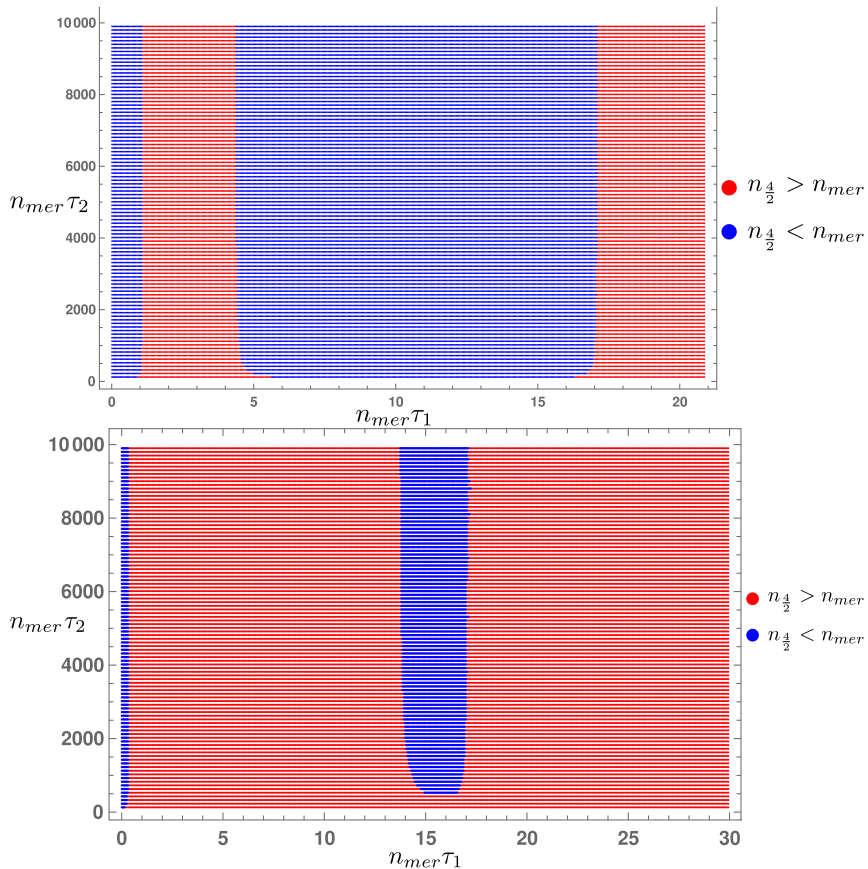 10000
8000
6000
4000
2000
0
n_{mer}τ_2
0 5 10 15 20
n_{mer}τ_1
n_{\frac{4}{2}} > n_{mer}
n_{\frac{4}{2}} < n_{mer}
10000
8000
6000
4000
2000
0
n_{mer}τ_2
0 5 10 15 20 25 30
n_{mer}τ_1
n_{\frac{4}{2}} > n_{mer}
n_{\frac{4}{2}} < n_{mer}